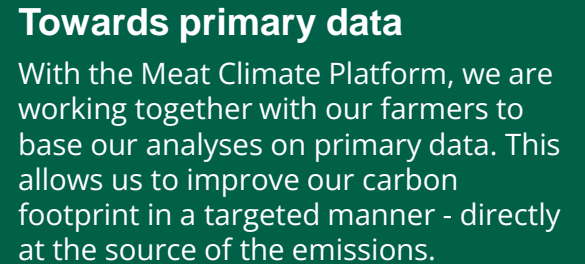 Towards primary data
With the Meat Climate Platform, we are
working together with our farmers to
base our analyses on primary data. This
allows us to improve our carbon
footprint in a targeted manner - directly
at the source of the emissions.